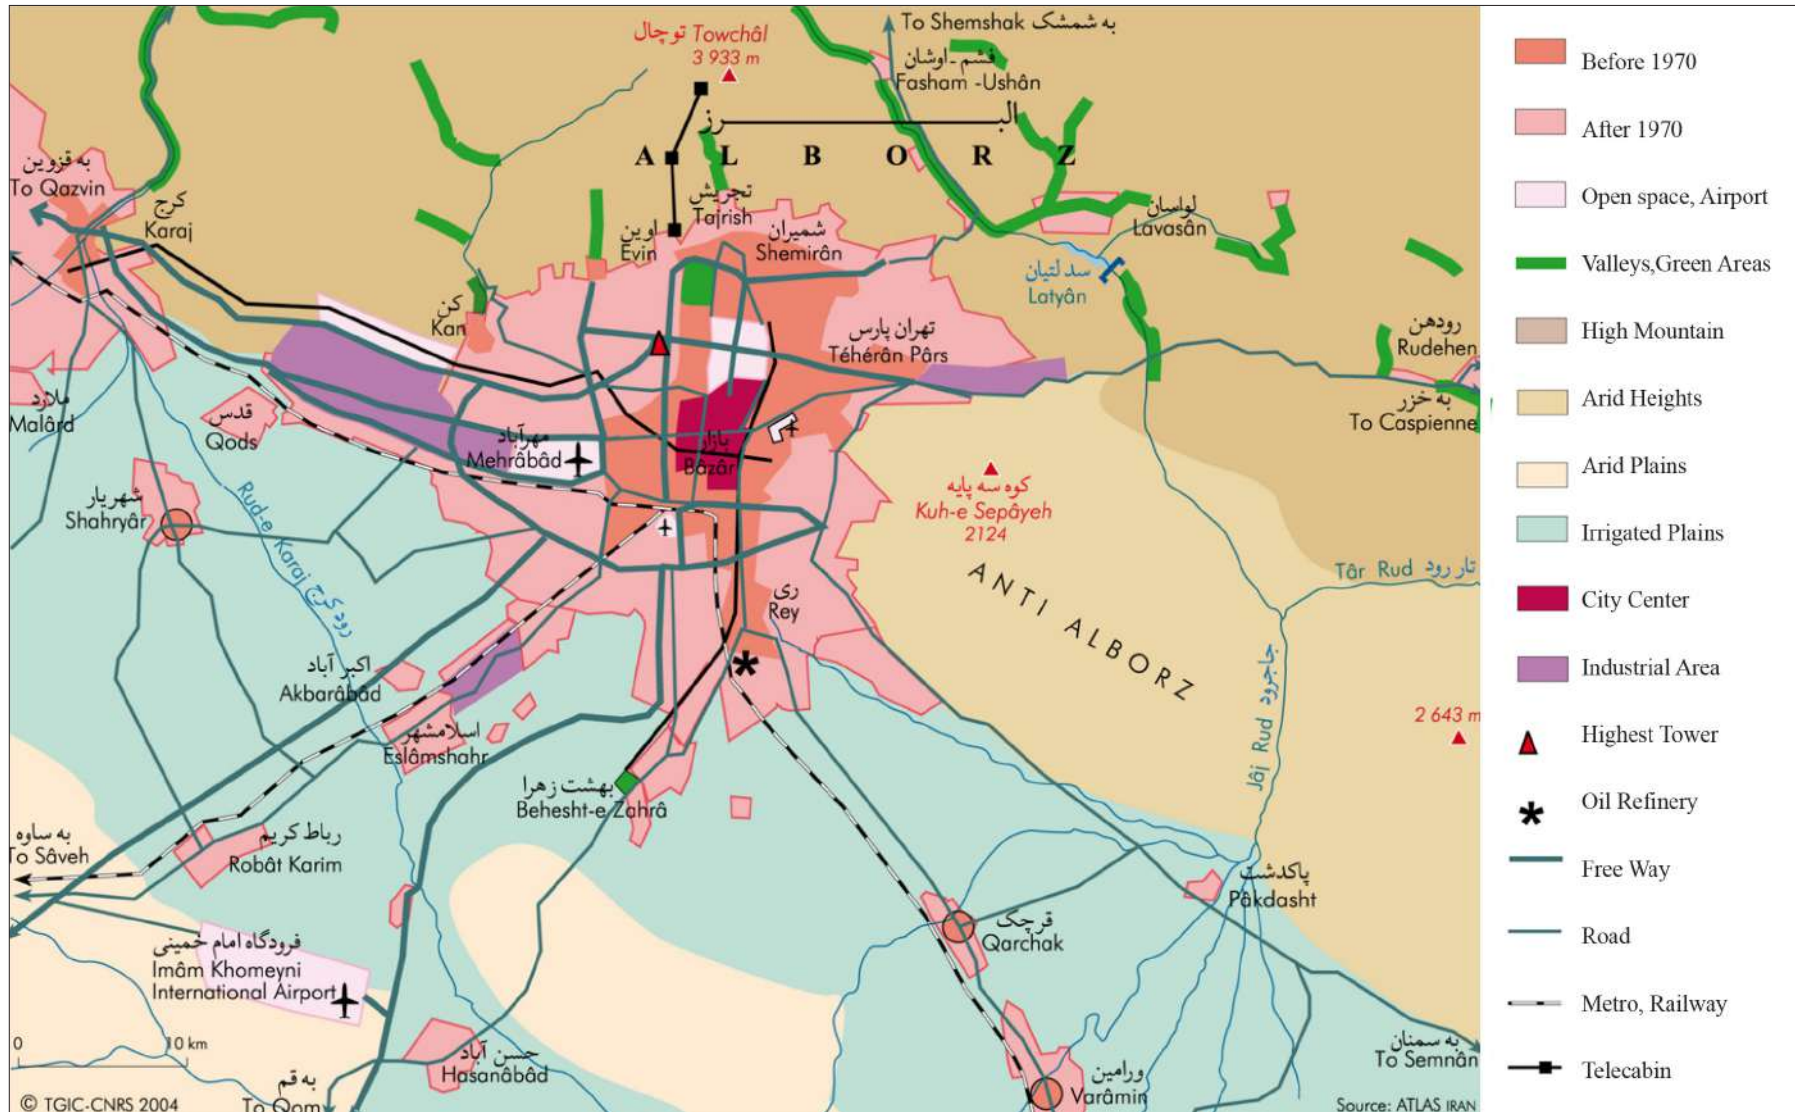 توچال Towchâl
3 933 m
To Shemshak به شمشک
فشم - اوشان
Fasham -Ushân
البرز
A L B O R Z
به قزوین
To Qazvin
کرج
Karaj
تجریش
Tajrish
اوین
Evin
شمیران
Shemirân
لواسان
Lavasân
سد لتیان
Latyân
کن
Kan
تهران پارس
Téhérân Pârs
رودهن
Rudehen
به خزر
To Caspienne
ملارد
Malârd
قدس
Qods
مهرآباد
Mehrâbâd
بازار
Bâzâr
شهریار
Shahryâr
Rud-e Karaj رود کرج
کوه سه پایه
Kuh-e Sepâyeh
2124
ANTI ALBORZ
Târ Rud تار رود
ری
Rey
اکبر آباد
Akbarâbâd
Jâj Rud جاجرود
2 643 m
اسلامشهر
Eslâmshahr
بهشت زهرا
Behesht-e Zahrâ
به ساوه
To Sâveh
رباط کریم
Robât Karim
پاکدشت
Pâkdasht
قرچک
Qarchak
فرودگاه امام خمینی
Imâm Khomeyni
International Airport
حسن آباد
Hasanâbâd
ورامین
Varâmin
به سمنان
To Semnân
0 10 km
به قم
To Qom
© TGIC-CNRS 2004
Source: ATLAS IRAN
Before 1970
After 1970
Open space, Airport
Valleys,Green Areas
High Mountain
Arid Heights
Arid Plains
Irrigated Plains
City Center
Industrial Area
Highest Tower
Oil Refinery
Free Way
Road
Metro, Railway
Telecabin